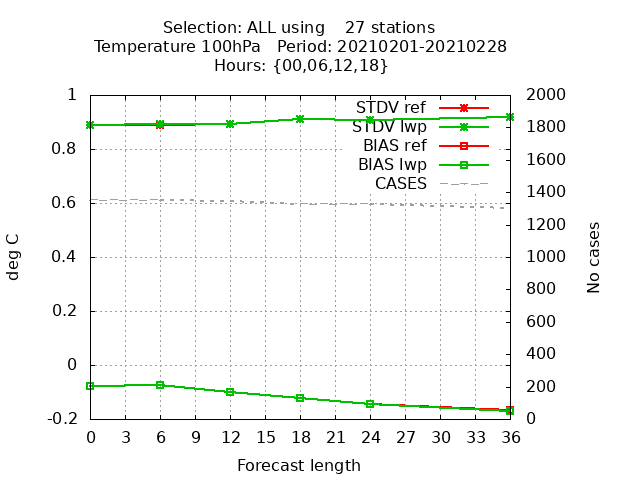 Selection: ALL using    27 stations
Temperature 100hPa   Period: 20210201-20210228
Hours: {00,06,12,18}
1
0.8
0.6
0.4
0.2
0
-0.2
deg C
STDV ref
STDV lwp
BIAS ref
BIAS lwp
CASES
2000
1800
1600
1400
1200
1000
800
600
400
200
0
No cases
0 3 6 9 12 15 18 21 24 27 30 33 36
Forecast length